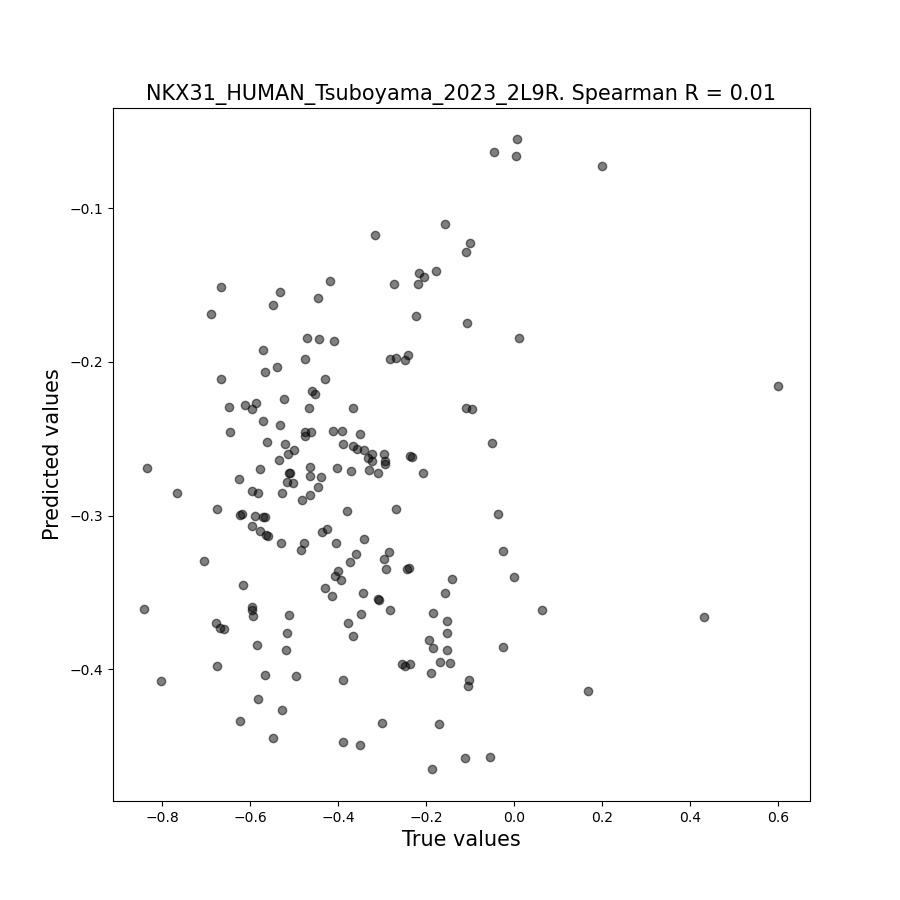 NKX31_HUMAN_Tsuboyama_2023_2L9R. Spearman R = 0.01
−0.1
−0.2
−0.3
−0.4
Predicted values
−0.8 −0.6 −0.4 −0.2 0.0 0.2 0.4 0.6
True values